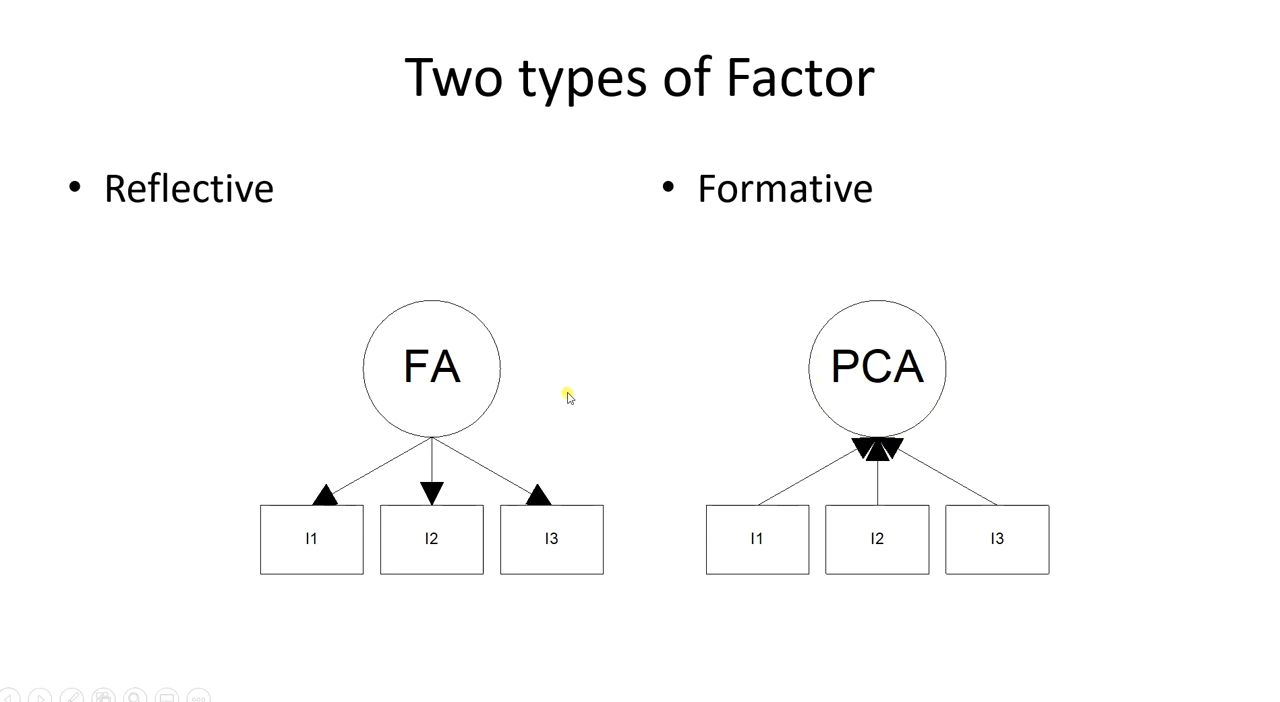 Two types of Factor
• Reflective
• Formative
FA
PCA
I1
I2
I3
I1
I2
I3